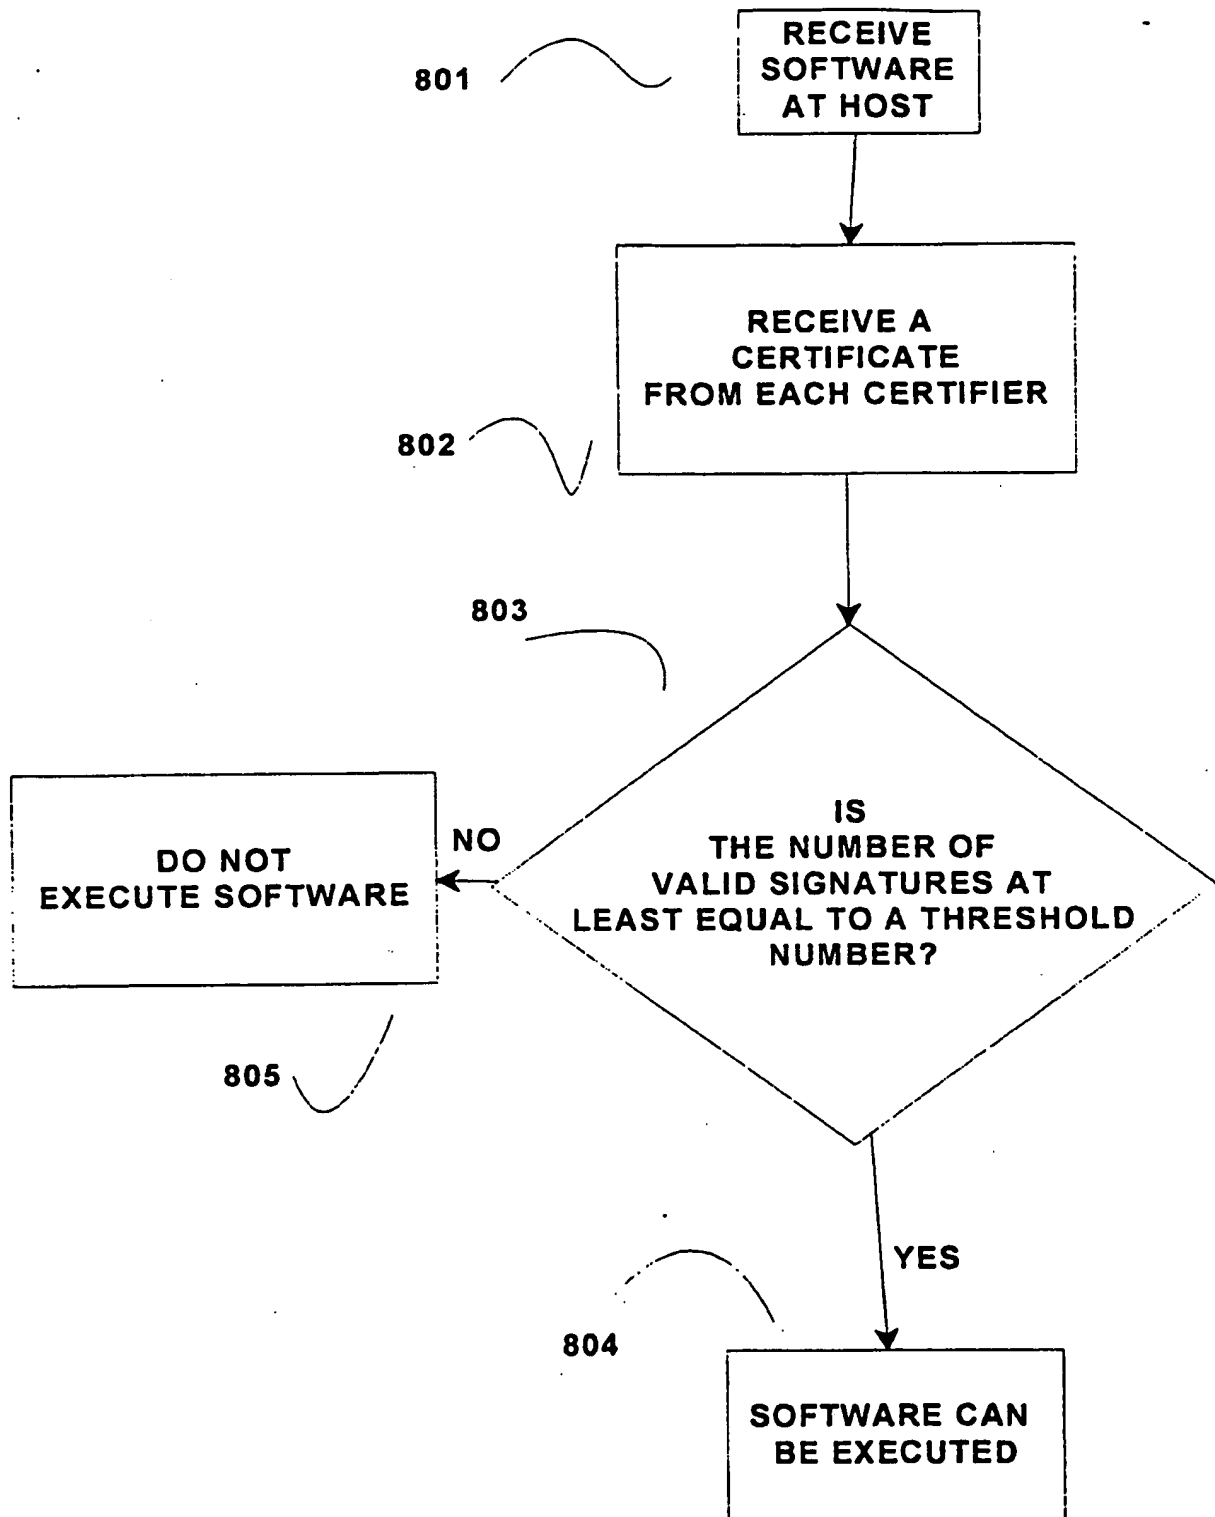 801
RECEIVE
SOFTWARE
AT HOST
RECEIVE A
CERTIFICATE
FROM EACH CERTIFIER
802
803
IS
THE NUMBER OF
VALID SIGNATURES AT
LEAST EQUAL TO A THRESHOLD
NUMBER?
NO
DO NOT
EXECUTE SOFTWARE
805
YES
804
SOFTWARE CAN
BE EXECUTED